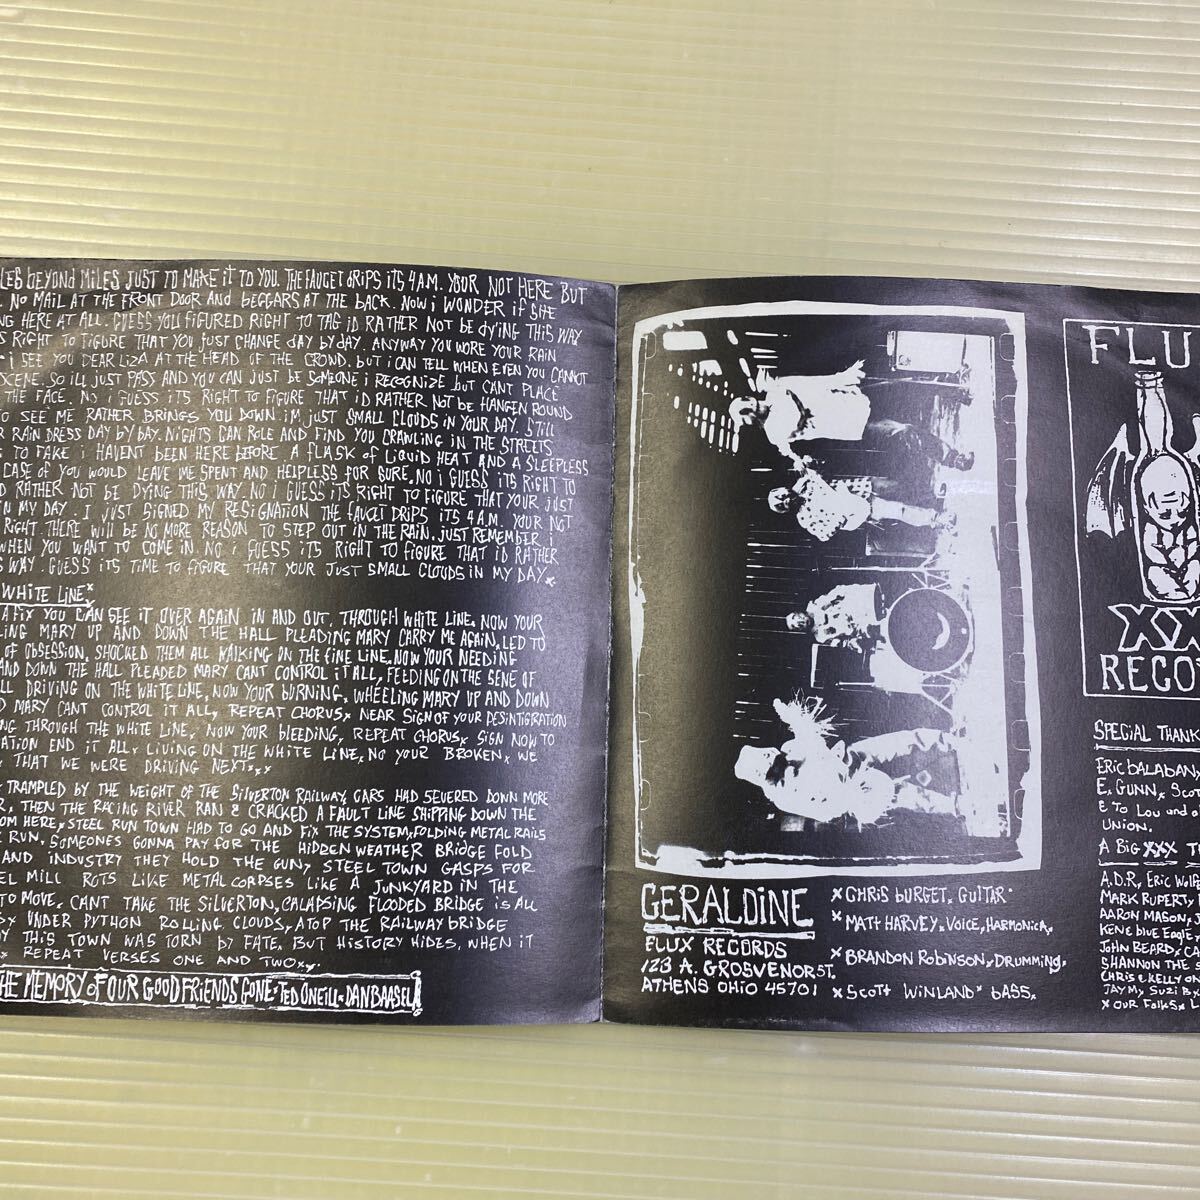 LED BEYOND MILES JUST TO MAKE IT TO YOU. THE FAUCET DRIPS ITS 4 AM. YOUR NOT HERE BUT
NO MAIL AT THE FRONT DOOR AND BEGGARS AT THE BACK. NOW I WONDER IF SHE
NG HERE AT ALL. GUESS YOU FIGURED RIGHT TO TAG ID RATHER NOT BE DYING THIS WAY
S RIGHT TO FIGURE THAT YOU JUST CHANGE DAY BY DAY. ANYWAY YOU WORE YOUR RAIN
I SEE YOU DEAR LIZA AT THE HEAD OF THE CROWD. BUT I CAN TELL WHEN EVEN YOU CANNOT
SCENE. SO ILL JUST PASS AND YOU CAN JUST BE SOMEONE I RECOGNIZE BUT CANT PLACE
THE FACE. NO I GUESS ITS RIGHT TO FIGURE THAT ID RATHER NOT BE HANGEN ROUND
TO SEE ME RATHER BRINGS YOU DOWN IM JUST SMALL CLOUDS IN YOUR DAY. STILL
R RAIN DRESS DAY BY DAY. NIGHTS CAN ROLE AND FIND YOU CRAWLING IN THE STREETS
TO FAKE I HAVENT BEEN HERE BEFORE A FLASK OF LIQUID HEAT AND A SLEEPLESS
CASE OF YOU WOULD LEAVE ME SPENT AND HELPLESS FOR SURE. NO I GUESS ITS RIGHT TO
D RATHER NOT BE DYING THIS WAY. NO I GUESS ITS RIGHT TO FIGURE THAT YOUR JUST
IN MY DAY. I JUST SIGNED MY RESIGNATION THE FAUCET DRIPS ITS 4 AM. YOUR NOT
RIGHT THERE WILL BE NO MORE REASON TO STEP OUT IN THE RAIN. JUST REMEMBER I
WHEN YOU WANT TO COME IN. NO I GUESS ITS RIGHT TO FIGURE THAT ID RATHER
S WAY. GUESS ITS TIME TO FIGURE THAT YOUR JUST SMALL CLOUDS IN MY DAY.x
WHITE LINE.x
A FIX YOU CAN SEE IT OVER AGAIN IN AND OUT, THROUGH WHITE LINE. NOW YOUR
LING MARY UP AND DOWN THE HALL PLEADING MARY CARRY ME AGAIN. LED TO
OF OBSESSION, SHOCKED THEM ALL WALKING ON THE FINE LINE. NOW YOUR NEEDING
AND DOWN THE HALL PLEADED MARY CANT CONTROL IT ALL, FEEDING ON THE SENE OF
LL DRIVING ON THE WHITE LINE, NOW YOUR BURNING. WHEELING MARY UP AND DOWN
D MARY CANT CONTROL IT ALL, REPEAT CHORUS x NEAR SIGN OF YOUR DESINTIGRATION
NG THROUGH THE WHITE LINE, NOW YOUR BLEEDING, REPEAT CHORUS x SIGN NOW TO
ATION END IT ALL x LIVING ON THE WHITE LINE, NO YOUR BROKEN x WE
THAT WE WERE DRIVING NEXT x x x
TRAMPLED BY THE WEIGHT OF THE SILVERTON RAILWAY, CARS HAD SEVERED DOWN MORE
R, THEN THE RACING RIVER RAN & CRACKED A FAULT LINE SHIPPING DOWN THE
OM HERE x STEEL RUN TOWN HAD TO GO AND FIX THE SYSTEM x FOLDING METAL RAILS
RUN, SOMEONES GONNA PAY FOR THE HIDDEN WEATHER BRIDGE FOLD
AND INDUSTRY THEY HOLD THE GUN, STEEL TOWN GASPS FOR
EL MILL ROTS LIKE METAL CORPSES LIKE A JUNKYARD IN THE
TO MOVE, CANT TAKE THE SILVERTON, CALAPSING FLOODED BRIDGE IS ALL
UNDER PYTHON ROLLING CLOUDS, ATOP THE RAILWAY BRIDGE
Y THIS TOWN WAS TORN BY FATE. BUT HISTORY HIDES, WHEN IT
x REPEAT VERSES ONE AND TWO x x
THE MEMORY OF OUR GOOD FRIENDS GONE x TED ONEILL x DAN BAASEL
GERALDINE
FLUX RECORDS
123 A. GROSVENOR ST.
ATHENS OHIO 45701
x CHRIS BURGET, GUITAR
x MATT HARVEY x VOICE, HARMONICA,
x BRANDON ROBINSON x DRUMMING,
x SCOTT WINLAND x BASS x
FLU
XX
RECO
SPECIAL THANK
ERIC BALABAN
E. GUNN x SCOT
E TO LOU AND
UNION.
A BIG XXX T
A.D.R, ERIC WOLF
MARK RUPERT,
AARON MASON,
KENE BLUE EAGLE
JOHN BEARD x CA
SHANNON THE S
CHRIS & KELLY ON
JAY M x SUZI B x
x OUR FOLKS x L